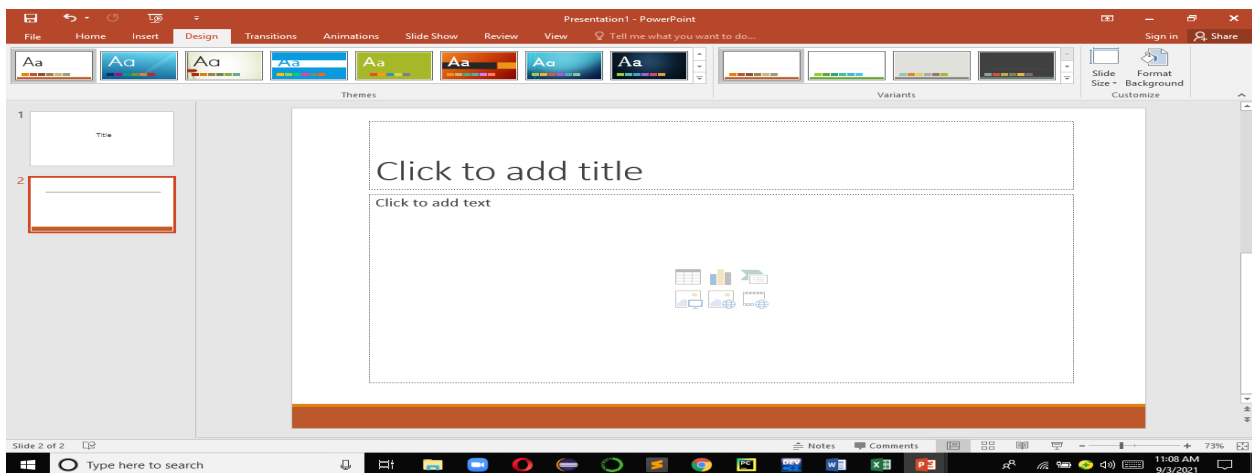 Presentation1 - PowerPoint
File Home Insert Design Transitions Animations Slide Show Review View Tell me what you want to do... Sign in Share
Aa Aa Aa Aa Aa Aa Aa Aa
Slide Size Format Background
Themes Variants Customize
1
Title
2
Click to add title
Click to add text
Slide 2 of 2 Notes Comments 73%
Type here to search PC DEV 11:08 AM
9/3/2021